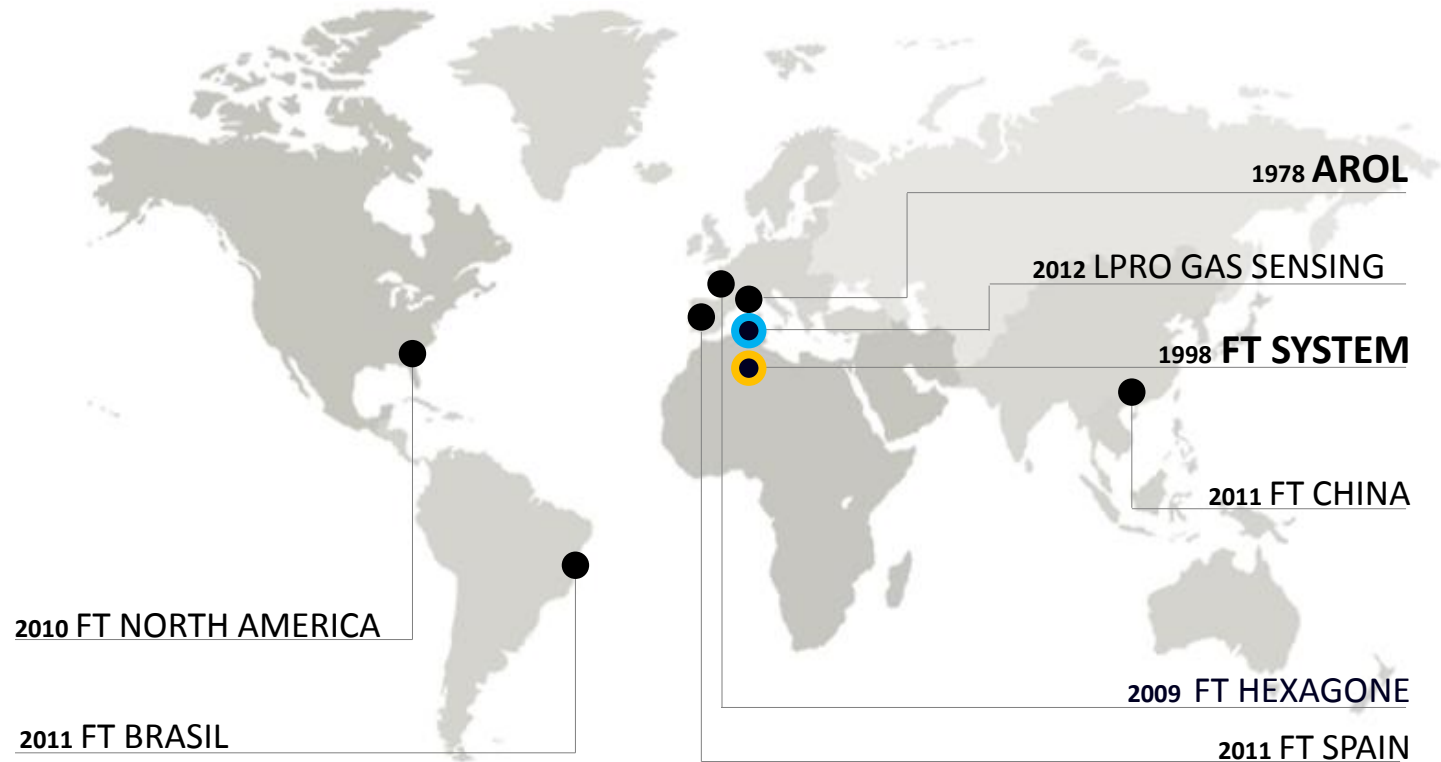 1978 AROL
2012 LPRO GAS SENSING
1998 FT SYSTEM
2011 FT CHINA
2010 FT NORTH AMERICA
2009 FT HEXAGONE
2011 FT BRASIL
2011 FT SPAIN